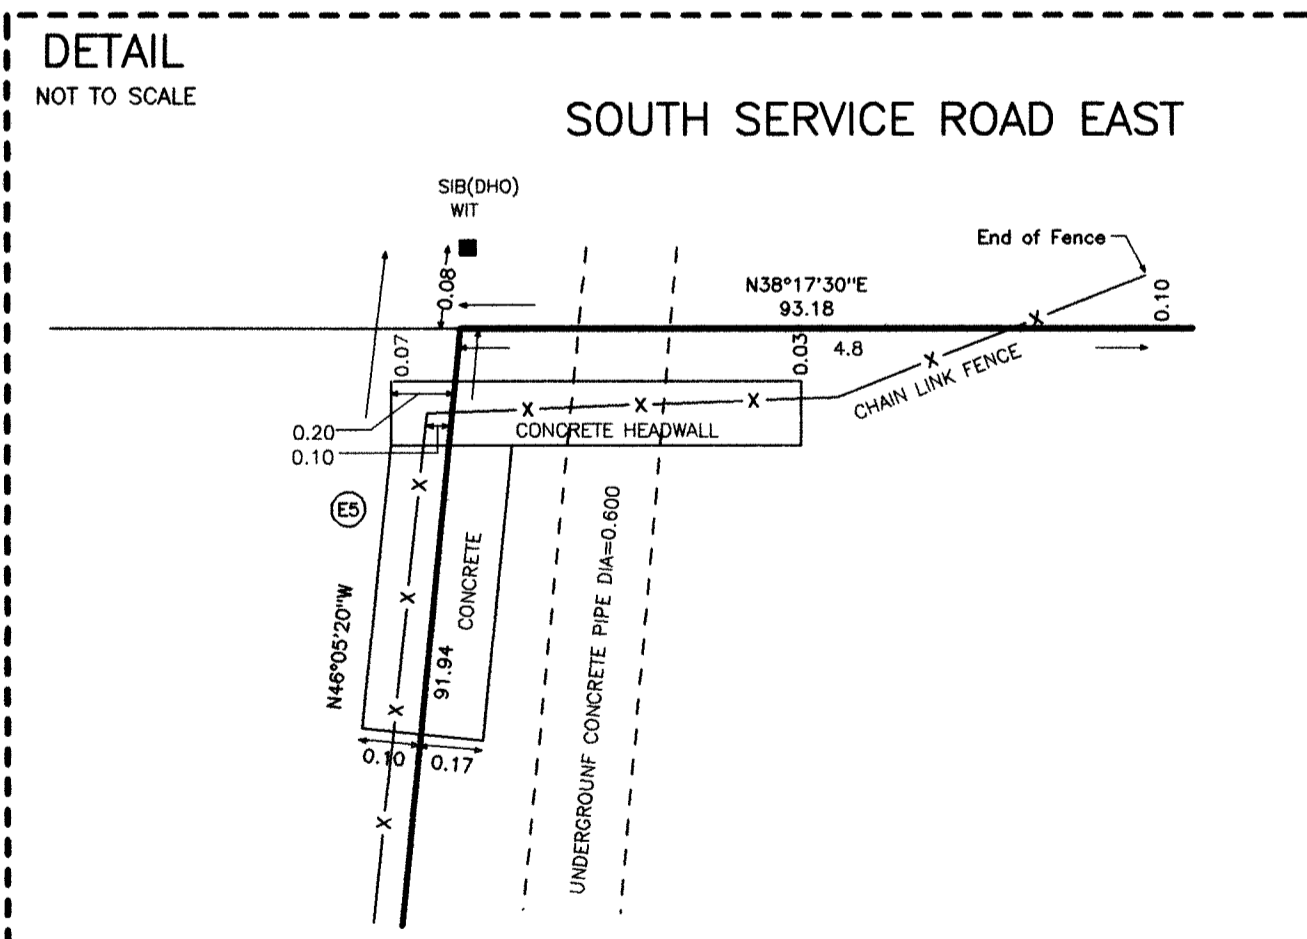 DETAIL
NOT TO SCALE
SOUTH SERVICE ROAD EAST
SIB(DHO)
WIT
End of Fence
0.08
N38°17'30"E
93.18
0.10
0.07
0.03
4.8
CHAIN LINK FENCE
X
X
0.20
X
X
X
CONCRETE HEADWALL
0.10
X
E5
CONCRETE
UNDERGROUNF CONCRETE PIPE DIA=0.600
N46°05'20"W
X
91.94
X
0.10
0.17
X